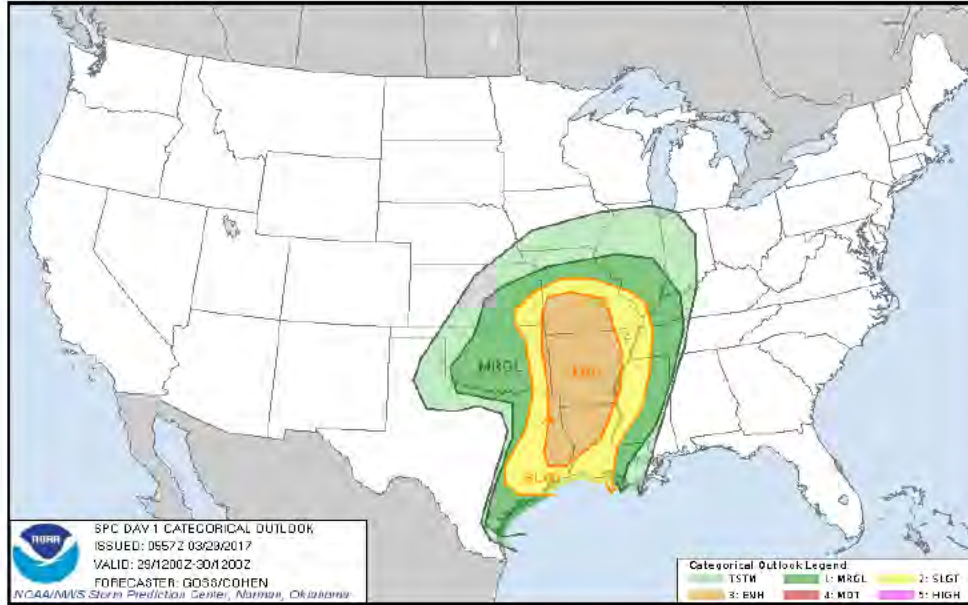 MRGL
ENH
SLGT
NOAA
SPC DAY 1 CATEGORICAL OUTLOOK
ISSUED: 0557Z 03/29/2017
VALID: 29/1200Z-30/1200Z
FORECASTER: GOSS/COHEN
NOAA/NWS Storm Prediction Center, Norman, Oklahoma
Categorical Outlook Legend:
TSTM 1: MRGL 2: SLGT
3: ENH 4: MDT 5: HIGH